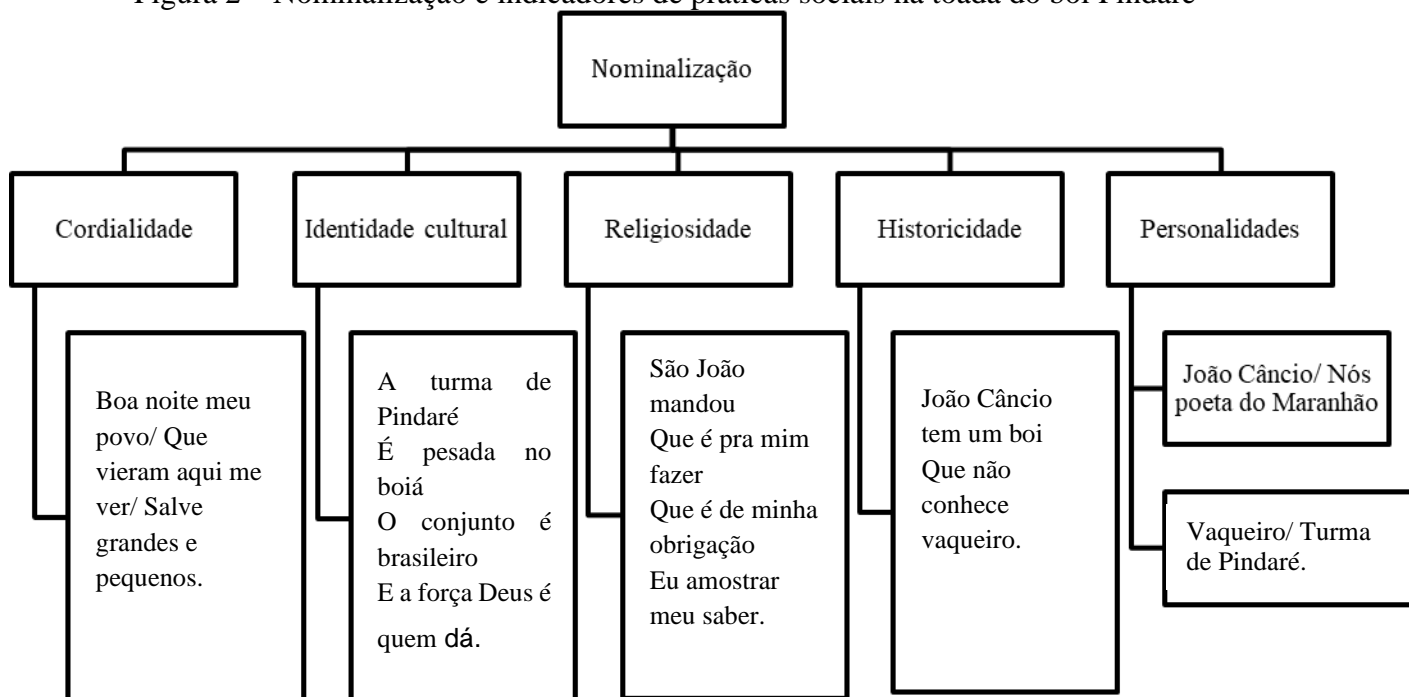 Figura 2 – Nominalização e indicadores de práticas sociais na toada do boi Pindaré
Nominalização
Cordialidade
Identidade cultural
Religiosidade
Historicidade
Personalidades
Boa noite meu
povo/ Que
vieram aqui me
ver/ Salve
grandes e
pequenos.
A turma de
Pindaré
É pesada no
boiá
O conjunto é
brasileiro
E a força Deus é
quem dá.
São João
mandou
Que é pra mim
fazer
Que é de minha
obrigação
Eu amostrar
meu saber.
João Câncio
tem um boi
Que não
conhece
vaqueiro.
João Câncio/ Nós
poeta do Maranhão
Vaqueiro/ Turma
de Pindaré.